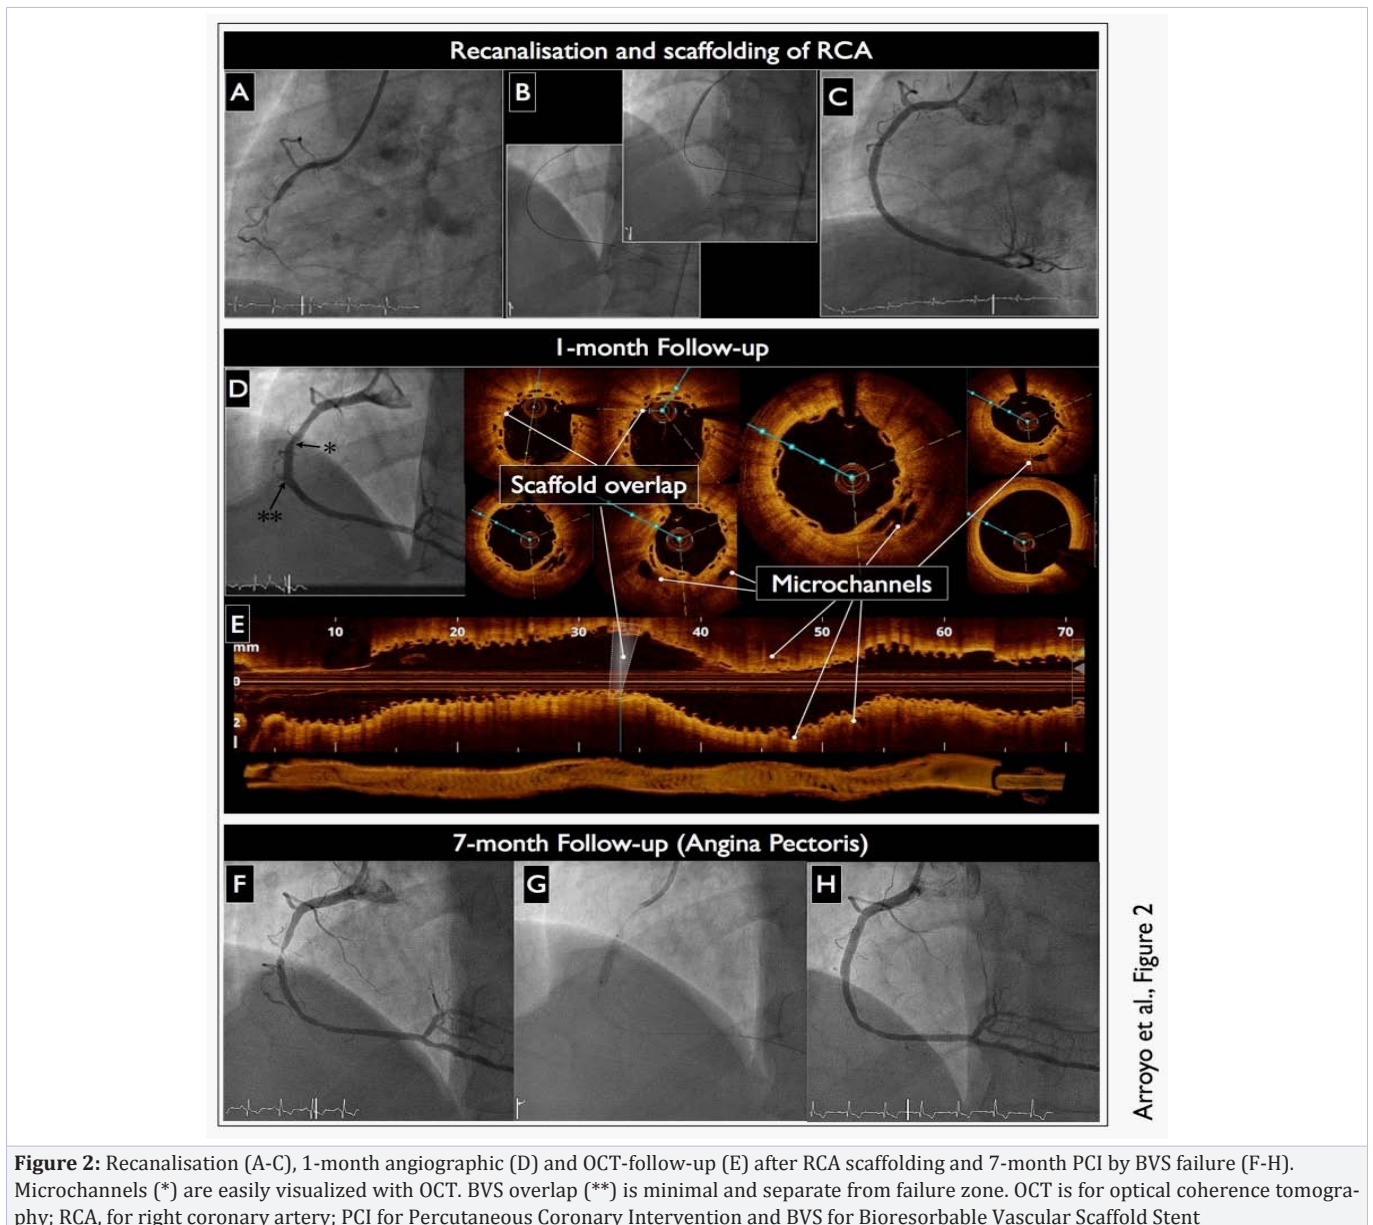 Recanalisation and scaffolding of RCA
A
B
C
1-month Follow-up
D
*
**
Scaffold overlap
Microchannels
E
10 20 30 40 50 60 70
mm
0
2
7-month Follow-up (Angina Pectoris)
F
G
H
Arroyo et al., Figure 2
Figure 2: Recanalisation (A-C), 1-month angiographic (D) and OCT-follow-up (E) after RCA scaffolding and 7-month PCI by BVS failure (F-H).
Microchannels (*) are easily visualized with OCT. BVS overlap (**) is minimal and separate from failure zone. OCT is for optical coherence tomogra-
phy; RCA, for right coronary artery; PCI for Percutaneous Coronary Intervention and BVS for Bioresorbable Vascular Scaffold Stent